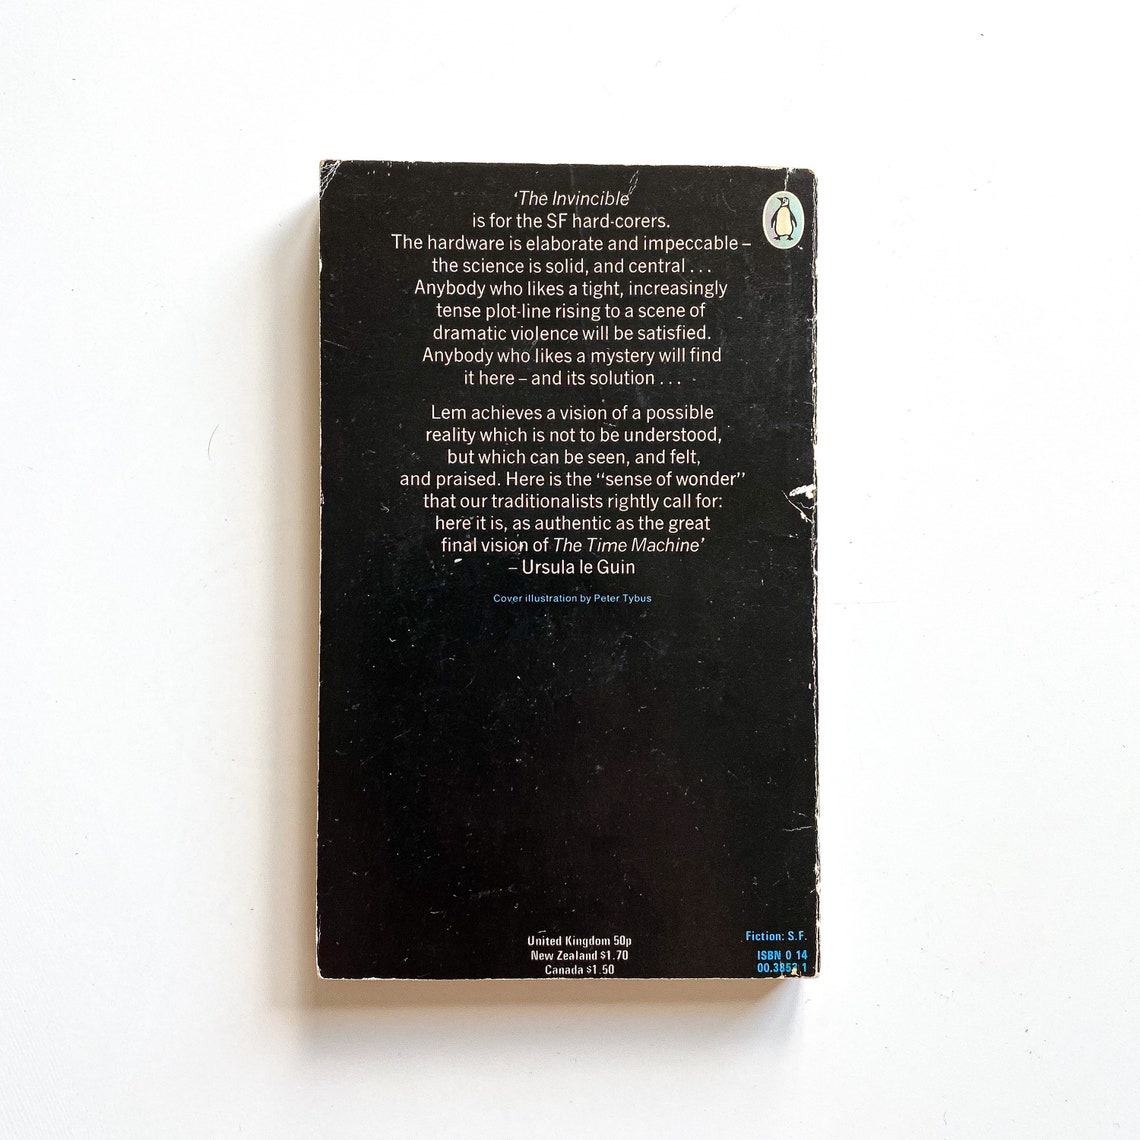 ‘The Invincible’
is for the SF hard-corers.
The hardware is elaborate and impeccable –
the science is solid, and central . . .
Anybody who likes a tight, increasingly
tense plot-line rising to a scene of
dramatic violence will be satisfied.
Anybody who likes a mystery will find
it here – and its solution . . .
Lem achieves a vision of a possible
reality which is not to be understood,
but which can be seen, and felt,
and praised. Here is the “sense of wonder”
that our traditionalists rightly call for:
here it is, as authentic as the great
final vision of The Time Machine’
– Ursula le Guin
Cover illustration by Peter Tybus
United Kingdom 50p
New Zealand $1.70
Canada $1.50
Fiction: S.F.
ISBN 0 14
00.3853 1